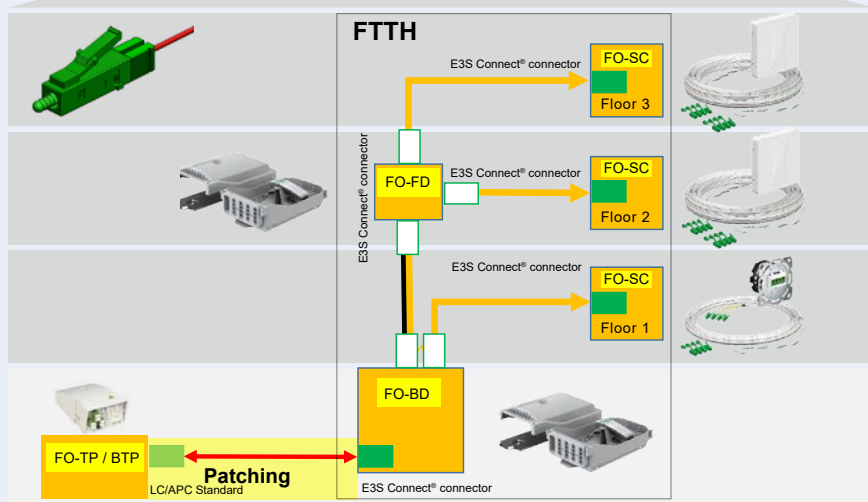 FTTH
E3S Connect® connector
FO-SC
Floor 3
E3S Connect® connector
FO-FD
E3S Connect® connector
FO-SC
Floor 2
E3S Connect® connector
FO-SC
Floor 1
FO-BD
FO-TP / BTP
Patching
LC/APC Standard
E3S Connect® connector